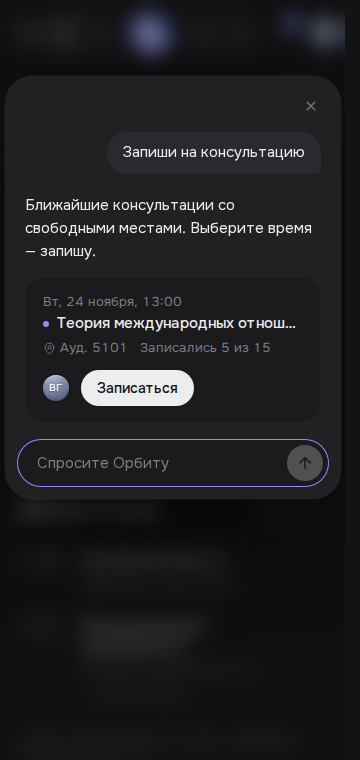 Запиши на консультацию
Ближайшие консультации со
свободными местами. Выберите время
— запишу.
Вт, 24 ноября, 13:00
Теория международных отнош...
Ауд. 5101 Записались 5 из 15
ВГ
Записаться
Спросите Орбиту